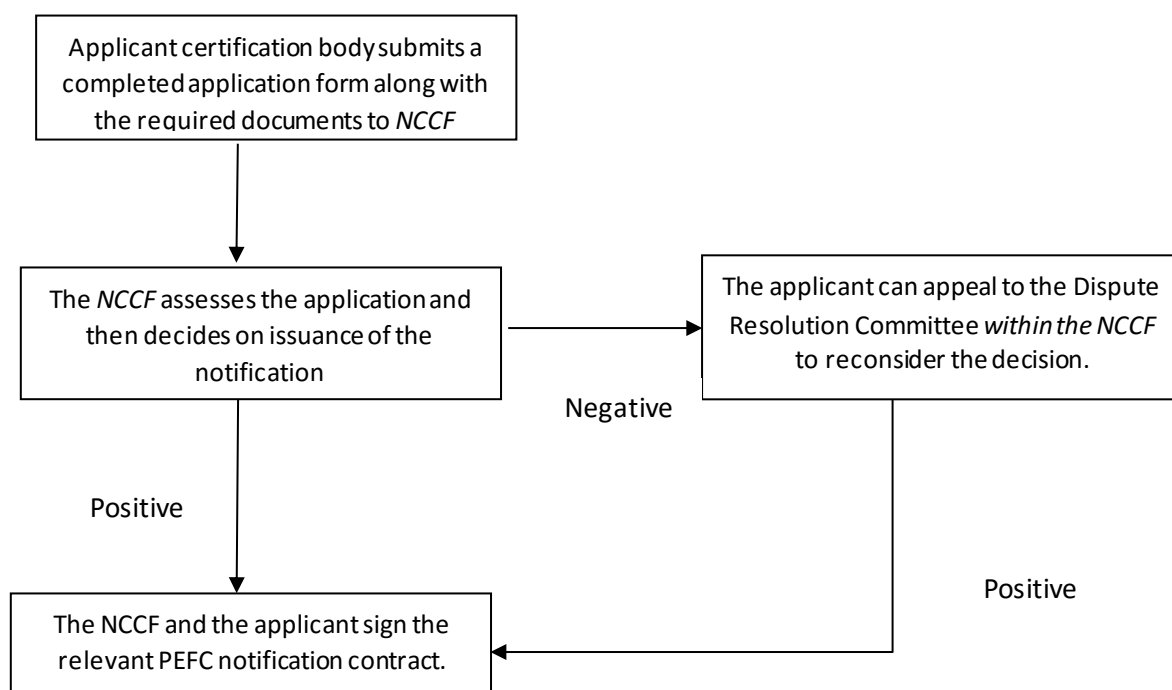 Applicant certification body submits a
completed application form along with
the required documents to NCCF
The NCCF assesses the application and
then decides on issuance of the
notification
The applicant can appeal to the Dispute
Resolution Committee within the NCCF
to reconsider the decision.
Negative
Positive
Positive
The NCCF and the applicant sign the
relevant PEFC notification contract.